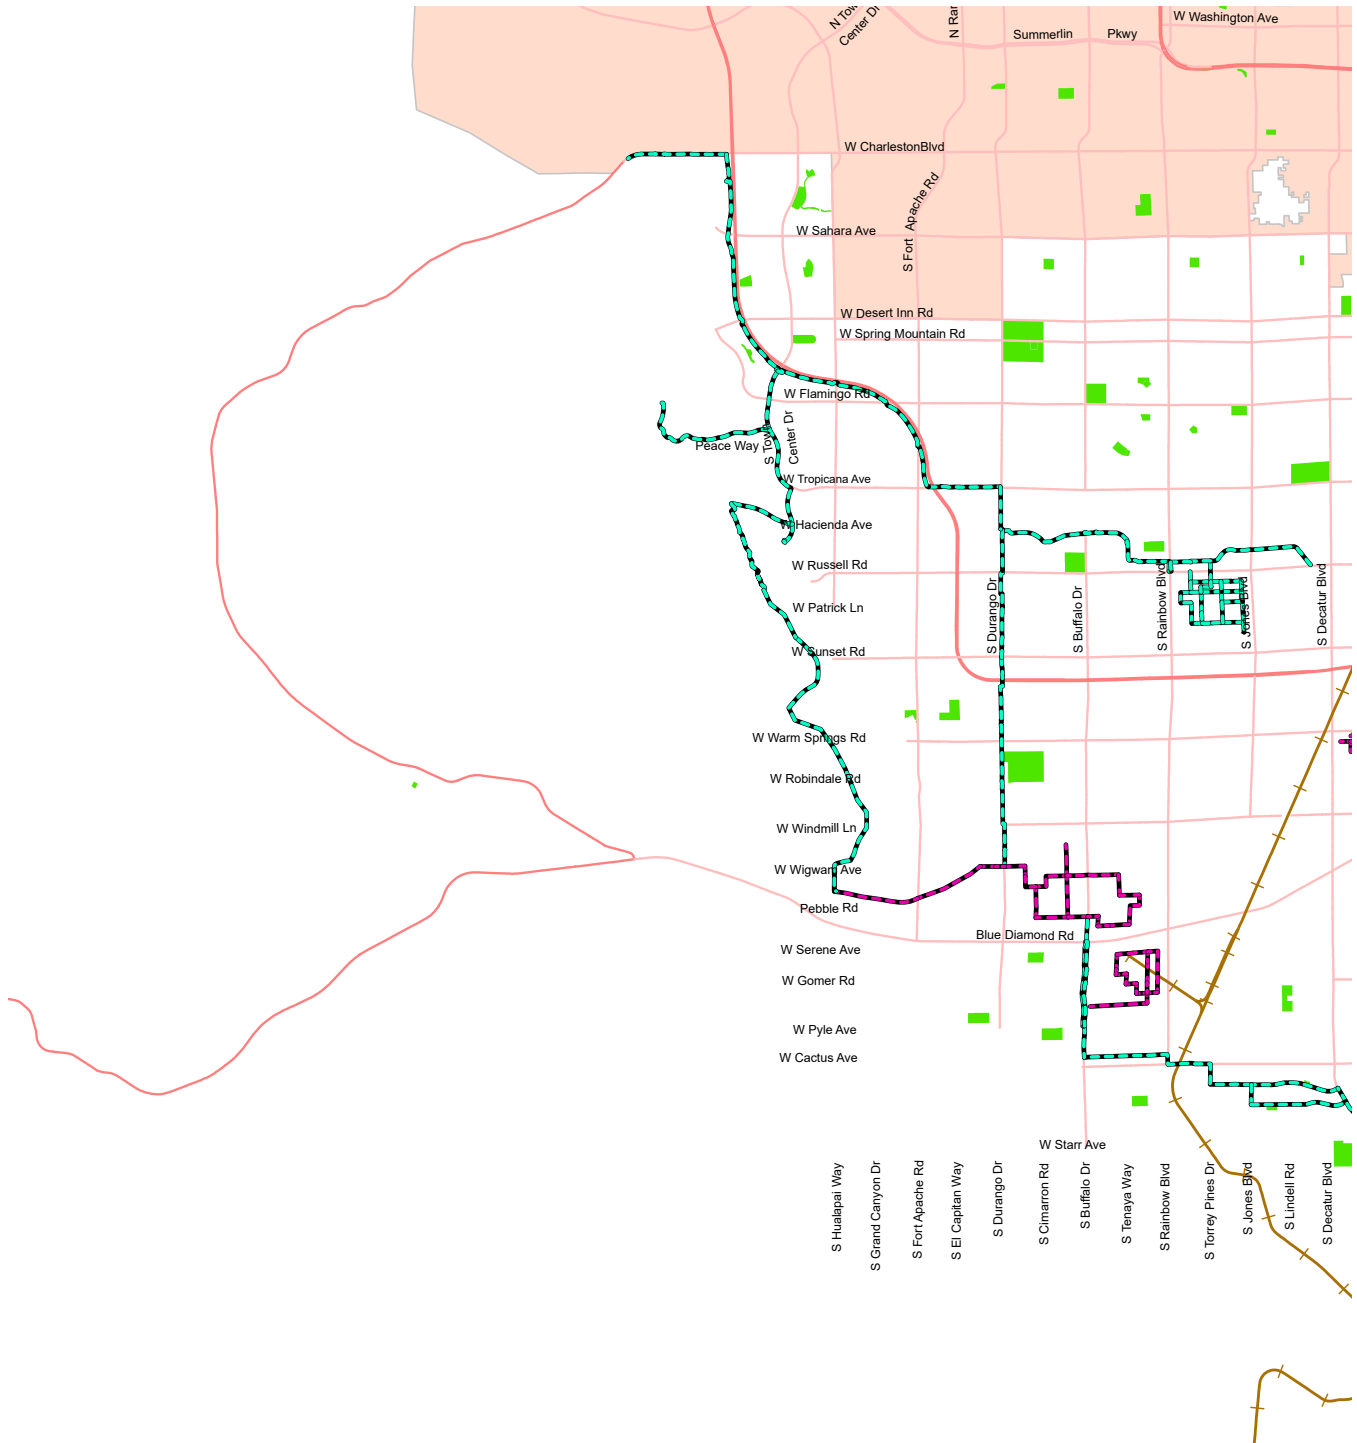 W Washington Ave
N Tow
Center Dr
N Ran
Summerlin
Pkwy
W CharlestonBlvd
S Fort Apache Rd
W Sahara Ave
W Desert Inn Rd
W Spring Mountain Rd
W Flamingo Rd
S Town
Center Dr
Peace Way
W Tropicana Ave
W Hacienda Ave
W Russell Rd
S Durango Dr
S Buffalo Dr
S Rainbow Blvd
S Jones Blvd
S Decatur Blvd
W Patrick Ln
W Sunset Rd
W Warm Springs Rd
W Robindale Rd
W Windmill Ln
W Wigwam Ave
Pebble Rd
Blue Diamond Rd
W Serene Ave
W Gomer Rd
W Pyle Ave
W Cactus Ave
W Starr Ave
S Hualapai Way
S Grand Canyon Dr
S Fort Apache Rd
S El Capitan Way
S Durango Dr
S Cimarron Rd
S Buffalo Dr
S Tenaya Way
S Rainbow Blvd
S Torrey Pines Dr
S Jones Blvd
S Lindell Rd
S Decatur Blvd